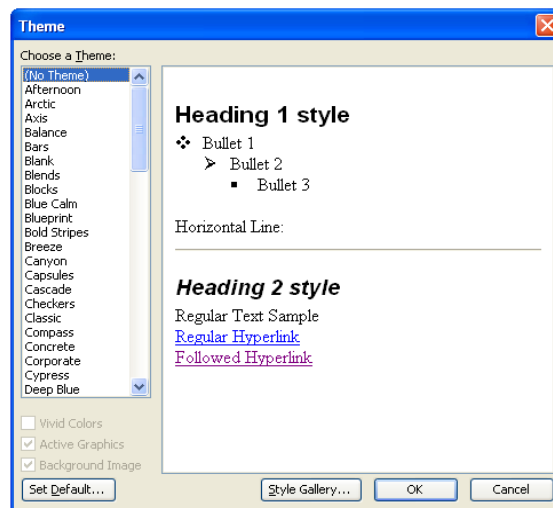 Theme
Choose a Theme:
(No Theme)
Afternoon
Arctic
Axis
Balance
Bars
Blank
Blends
Blocks
Blue Calm
Blueprint
Bold Stripes
Breeze
Canyon
Capsules
Cascade
Checkers
Classic
Compass
Concrete
Corporate
Cypress
Deep Blue
Heading 1 style
Bullet 1
Bullet 2
Bullet 3
Horizontal Line:
Heading 2 style
Regular Text Sample
Regular Hyperlink
Followed Hyperlink
Vivid Colors
Active Graphics
Background Image
Set Default... Style Gallery... OK Cancel